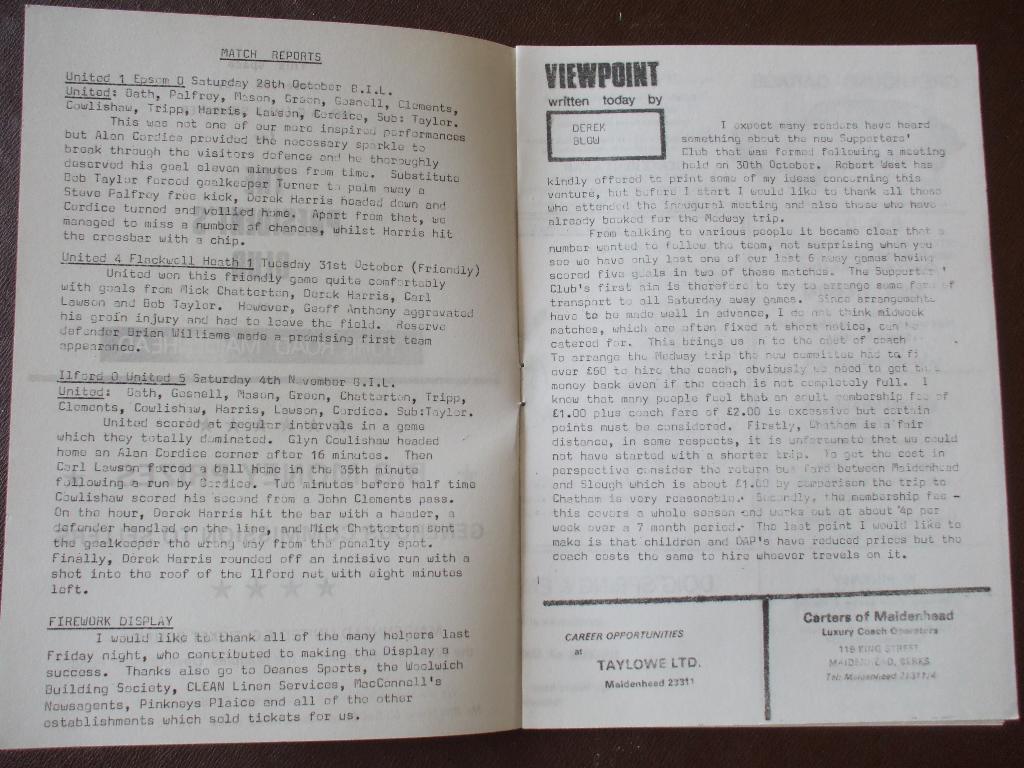 MATCH REPORTS
United 1 Epsom 0 Saturday 28th October B.I.L.
United: Oath, Palfrey, Mason, Green, Gosnell, Clements,
Cowlishaw, Tripp, Harris, Lawson, Cordice, Sub: Taylor.
This was not one of our more inspired performances
but Alan Cordice provided the necessary sparkle to
break through the visitors defence and he thoroughly
deserved his goal eleven minutes from time. Substitute
Bob Taylor forced goalkeeper Turner to palm away a
Steve Palfrey free kick, Derek Harris headed down and
Cordice turned and vollied home. Apart from that, we
managed to miss a number of chances, whilst Harris hit
the crossbar with a chip.
United 4 Flackwell Heath 1 Tuesday 31st October (Friendly)
United won this friendly game quite comfortably
with goals from Mick Chatterton, Derek Harris, Carl
Lawson and Bob Taylor. However, Geoff Anthony aggravated
his groin injury and had to leave the field. Reserve
defender Brian Williams made a promising first team
appearance.
Ilford 0 United 5 Saturday 4th November B.I.L.
United: Oath, Gosnell, Mason, Green, Chatterton, Tripp,
Clements, Cowlishaw, Harris, Lawson, Cordice. Sub:Taylor.
United scored at regular intervals in a game
which they totally dominated. Glyn Cowlishaw headed
home an Alan Cordice corner after 16 minutes. Then
Carl Lawson forced a ball home in the 35th minute
following a run by Cordice. Two minutes before half time
Cowlishaw scored his second from a John Clements pass.
On the hour, Derek Harris hit the bar with a header, a
defender handled on the line, and Mick Chatterton sent
the goalkeeper the wrong way from the penalty spot.
Finally, Derek Harris rounded off an incisive run with a
shot into the roof of the Ilford net with eight minutes
left.
FIREWORK DISPLAY
I would like to thank all of the many helpers last
Friday night, who contributed to making the Display a
success. Thanks also go to Deanes Sports, the Woolwich
Building Society, CLEAN Linen Services, MacConnell's
Newsagents, Pinkneys Plaice and all of the other
establishments which sold tickets for us.
VIEWPOINT
written today by
DEREK
BLOW
I expect many readers have heard
something about the new Supporters'
Club that was formed following a meeting
held on 30th October. Robert West has
kindly offered to print some of my ideas concerning this
venture, but before I start I would like to thank all those
who attended the inaugural meeting and also those who have
already booked for the Medway trip.
From talking to various people it became clear that a
number wanted to follow the team, not surprising when you
see we have only lost one of our last 6 away games having
scored five goals in two of these matches. The Supporter '
Club's first aim is therefore to try to arrange some form of
transport to all Saturday away games. Since arrangements
have to be made well in advance, I do not think midweek
matches, which are often fixed at short notice, can be
catered for. This brings us n to the cost of coach
To arrange the Medway trip the new committee had to fi
over £60 to hire the coach, obviously we need to get this
money back even if the coach is not completely full. I
know that many people feel that an adult membership fee of
£1.00 plus coach fare of £2.00 is excessive but certain
points must be considered. Firstly, Chatham is a fair
distance, in some respects, it is unfortunate that we could
not have started with a shorter trip. To get the cost in
perspective consider the return bus fare between Maidenhead
and Slough which is about £1.00 by comparison the trip to
Chatham is very reasonable. Secondly, the membership fee -
this covers a whole season and works out at about 4p per
week over a 7 month period. The last point I would like to
make is that children and OAP's have reduced prices but the
coach costs the same to hire whoever travels on it.
CAREER OPPORTUNITIES
at
TAYLOWE LTD.
Maidenhead 23311
Carters of Maidenhead
Luxury Coach Operators
119 KING STREET
MAIDENHEAD, BERKS
Tel: Maidenhead